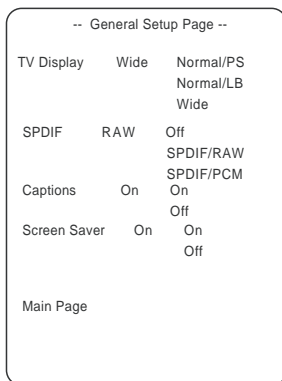 -- General Setup Page --
TV Display Wide Normal/PS
Normal/LB
Wide
SPDIF RAW Off
SPDIF/RAW
SPDIF/PCM
Captions On On
Off
Screen Saver On On
Off
Main Page